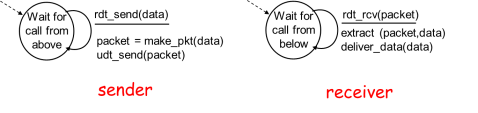 Wait for
call from
above
rdt_send(data)
packet = make_pkt(data)
udt_send(packet)
sender
Wait for
call from
below
rdt_rcv(packet)
extract (packet,data)
deliver_data(data)
receiver